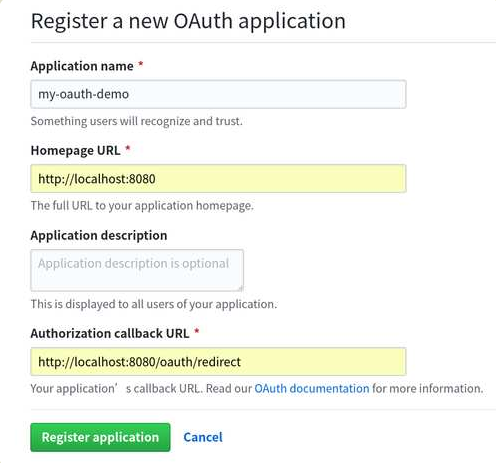 Register a new OAuth application
Application name *
my-oauth-demo
Something users will recognize and trust.
Homepage URL *
http://localhost:8080
The full URL to your application homepage.
Application description
Application description is optional
This is displayed to all users of your application.
Authorization callback URL *
http://localhost:8080/oauth/redirect
Your application’ s callback URL. Read our OAuth documentation for more information.
Register application Cancel